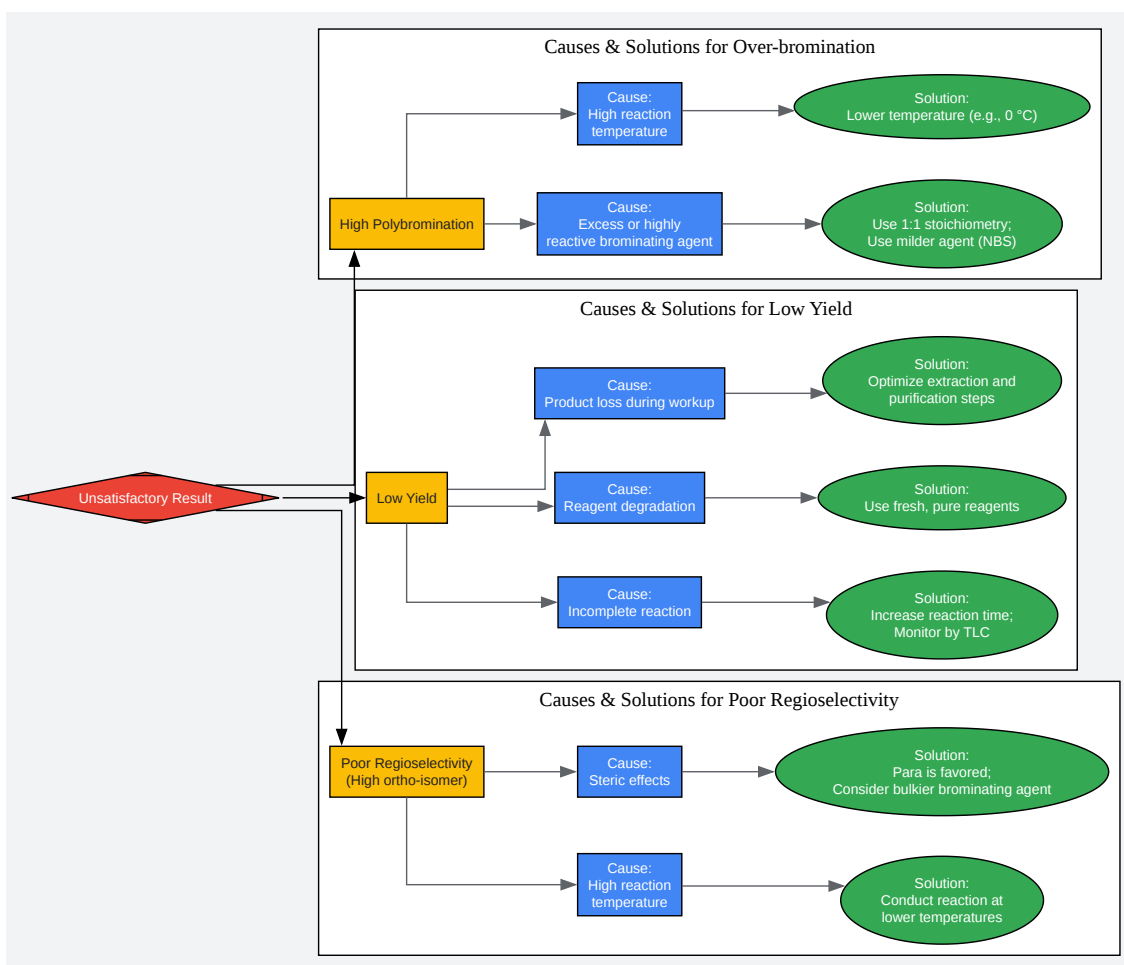 Causes & Solutions for Over-bromination
Cause:
High reaction
temperature
Solution:
Lower temperature (e.g., 0 °C)
High Polybromination
Cause:
Excess or highly
reactive brominating agent
Solution:
Use 1:1 stoichiometry;
Use milder agent (NBS)
Causes & Solutions for Low Yield
Cause:
Product loss during workup
Solution:
Optimize extraction and
purification steps
Unsatisfactory Result
Low Yield
Cause:
Reagent degradation
Solution:
Use fresh, pure reagents
Cause:
Incomplete reaction
Solution:
Increase reaction time;
Monitor by TLC
Causes & Solutions for Poor Regioselectivity
Poor Regioselectivity
(High ortho-isomer)
Cause:
Steric effects
Solution:
Para is favored;
Consider bulkier brominating agent
Cause:
High reaction
temperature
Solution:
Conduct reaction at
lower temperatures